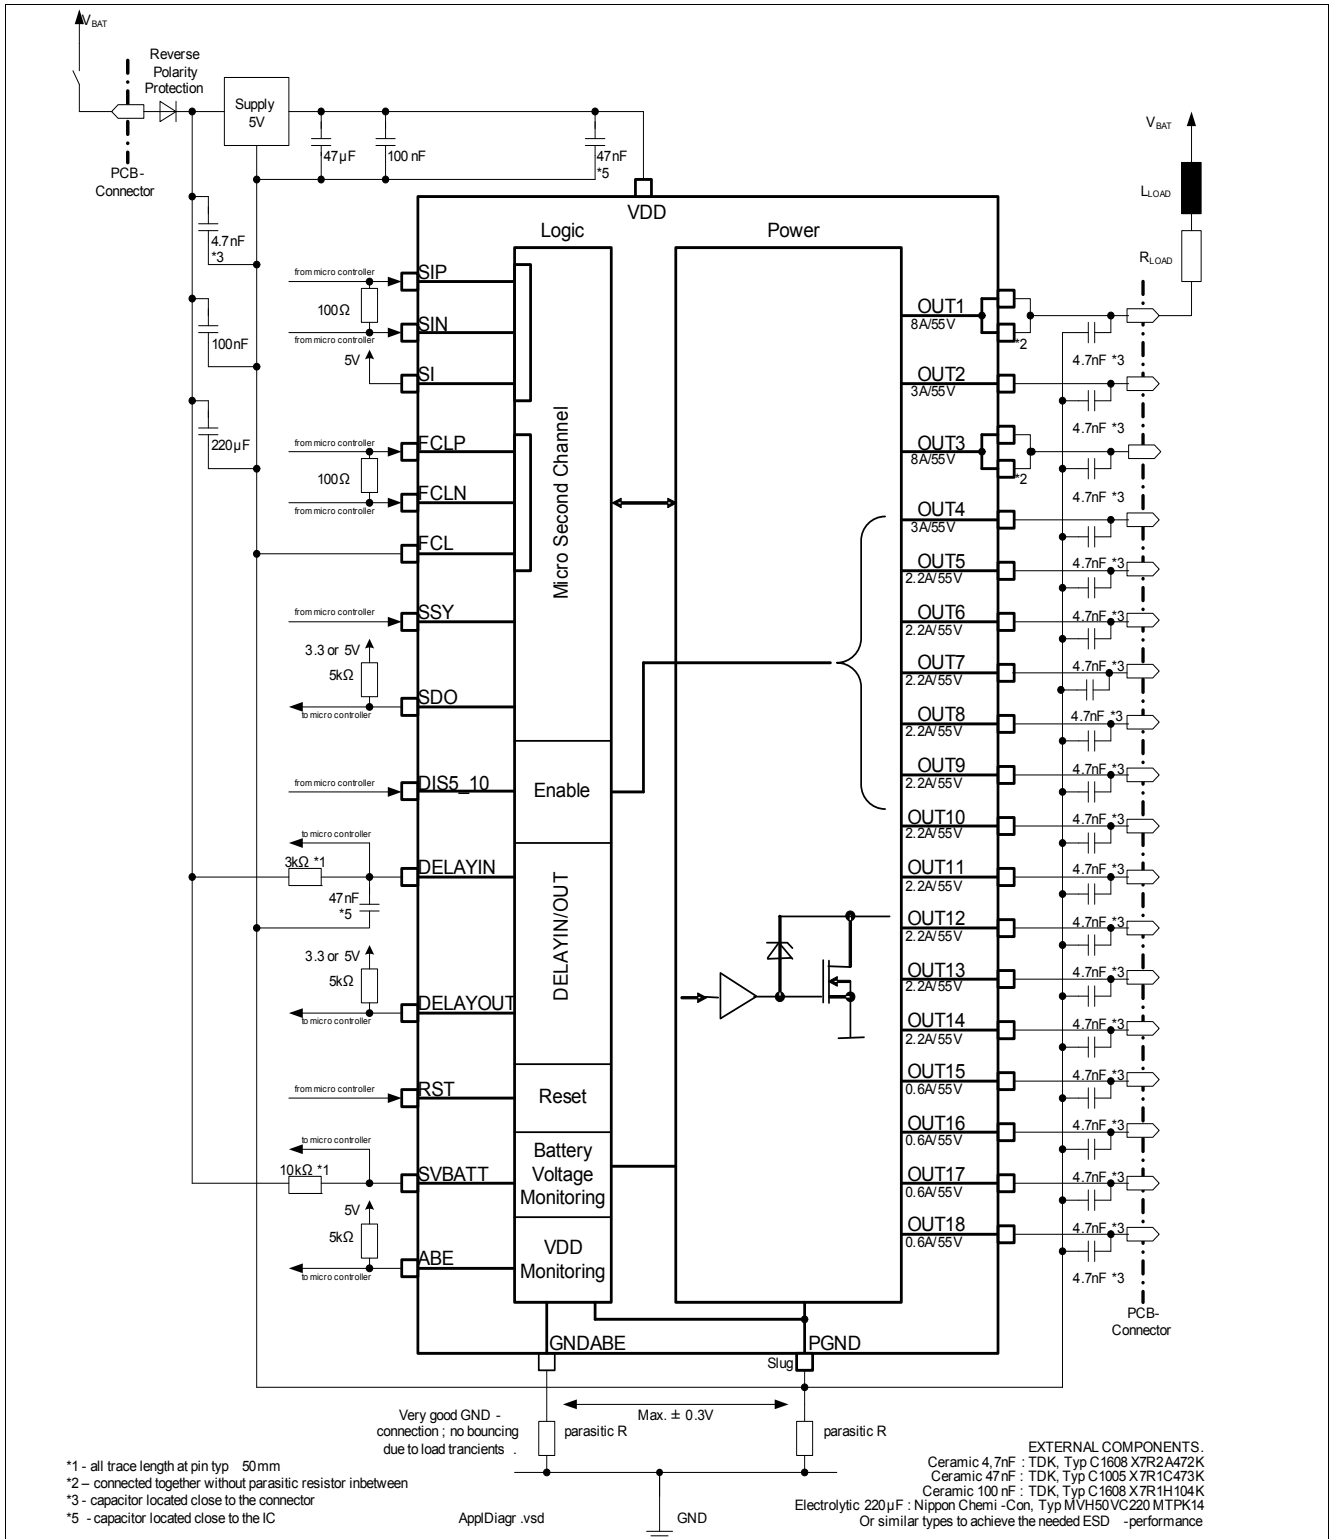 VBAT
Reverse
Polarity
Protection
Supply
5V
47µF
100 nF
47nF
*5
PCB-
Connector
VBAT
LLOAD
RLOAD
VDD
Logic
Power
4.7nF
*3
100nF
220µF
from micro controller
SIP
100Ω
SIN
from micro controller
5V
SI
from micro controller
FCLP
100Ω
FCLN
from micro controller
FCL
from micro controller
SSY
3.3 or 5V
5kΩ
SDO
to micro controller
from micro controller
DIS5_10
to micro controller
3kΩ *1
DELAYIN
47nF
*5
3.3 or 5V
5kΩ
DELAYOUT
to micro controller
from micro controller
RST
to micro controller
10kΩ *1
SVBATT
5V
5kΩ
ABE
to micro controller
Micro Second Channel
Enable
DELAYIN/OUT
Reset
Battery
Voltage
Monitoring
VDD
Monitoring
OUT1
8A/55V
*2
4.7nF *3
OUT2
3A/55V
4.7nF *3
OUT3
8A/55V
*2
4.7nF *3
OUT4
3A/55V
4.7nF *3
OUT5
2.2A/55V
4.7nF *3
OUT6
2.2A/55V
4.7nF *3
OUT7
2.2A/55V
4.7nF *3
OUT8
2.2A/55V
4.7nF *3
OUT9
2.2A/55V
4.7nF *3
OUT10
2.2A/55V
4.7nF *3
OUT11
2.2A/55V
4.7nF *3
OUT12
2.2A/55V
4.7nF *3
OUT13
2.2A/55V
4.7nF *3
OUT14
2.2A/55V
4.7nF *3
OUT15
0.6A/55V
4.7nF *3
OUT16
0.6A/55V
4.7nF *3
OUT17
0.6A/55V
4.7nF *3
OUT18
0.6A/55V
4.7nF *3
PCB-
Connector
GNDABE
Slug
PGND
Very good GND -
connection ; no bouncing
due to load trancients .
parasitic R
Max. ± 0.3V
parasitic R
*1 - all trace length at pin typ 50mm
*2 – connected together without parasitic resistor inbetween
*3 - capacitor located close to the connector
*5 - capacitor located close to the IC
ApplDiagr .vsd
GND
EXTERNAL COMPONENTS.
Ceramic 4,7nF : TDK, Typ C1608 X7R2A472K
Ceramic 47 nF : TDK, Typ C1005 X7R1C473K
Ceramic 100 nF : TDK, Typ C1608 X7R1H104K
Electrolytic 220µF : Nippon Chemi -Con, Typ MVH50VC220 MTPK14
Or similar types to achieve the needed ESD -performance